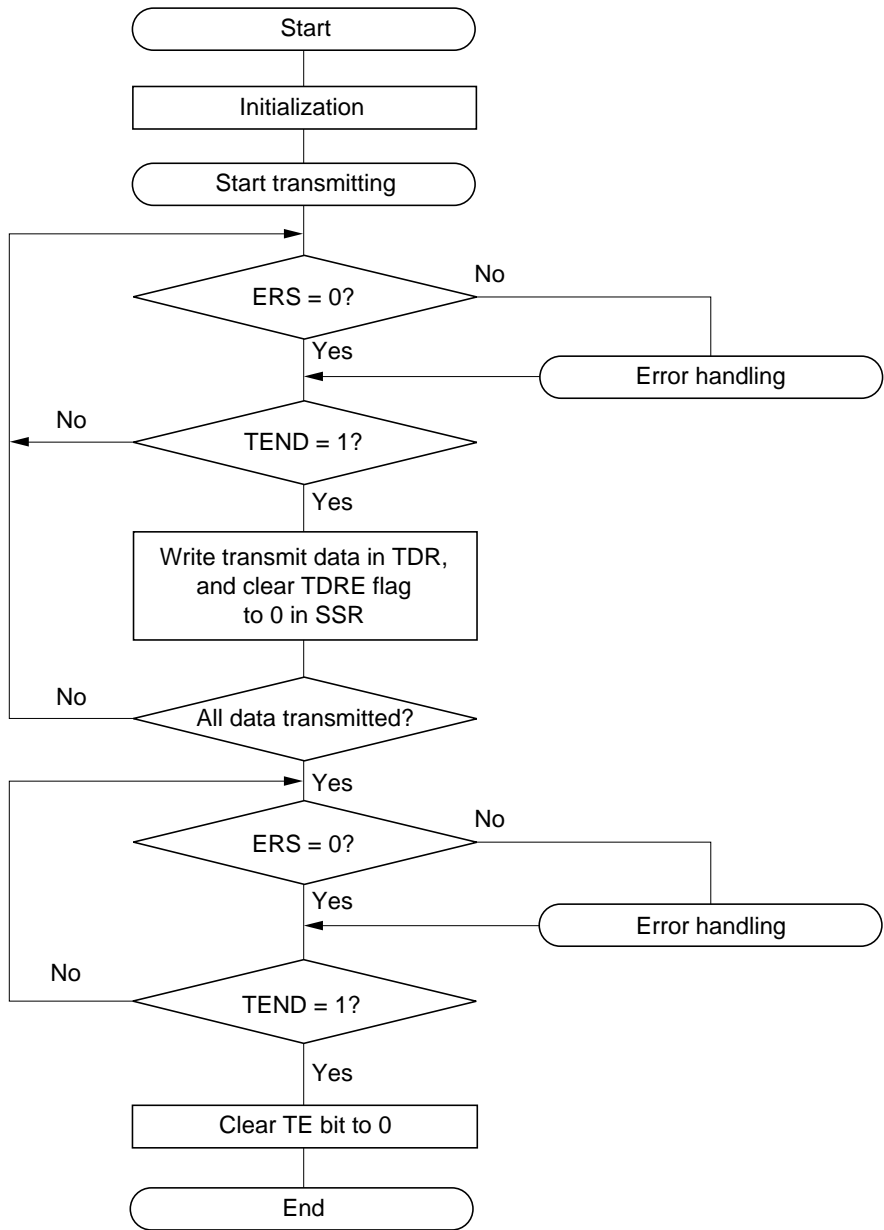 Start
Initialization
Start transmitting
No
ERS = 0?
Yes
Error handling
No
TEND = 1?
Yes
Write transmit data in TDR,
and clear TDRE flag
to 0 in SSR
No
All data transmitted?
Yes
No
ERS = 0?
Yes
Error handling
No
TEND = 1?
Yes
Clear TE bit to 0
End